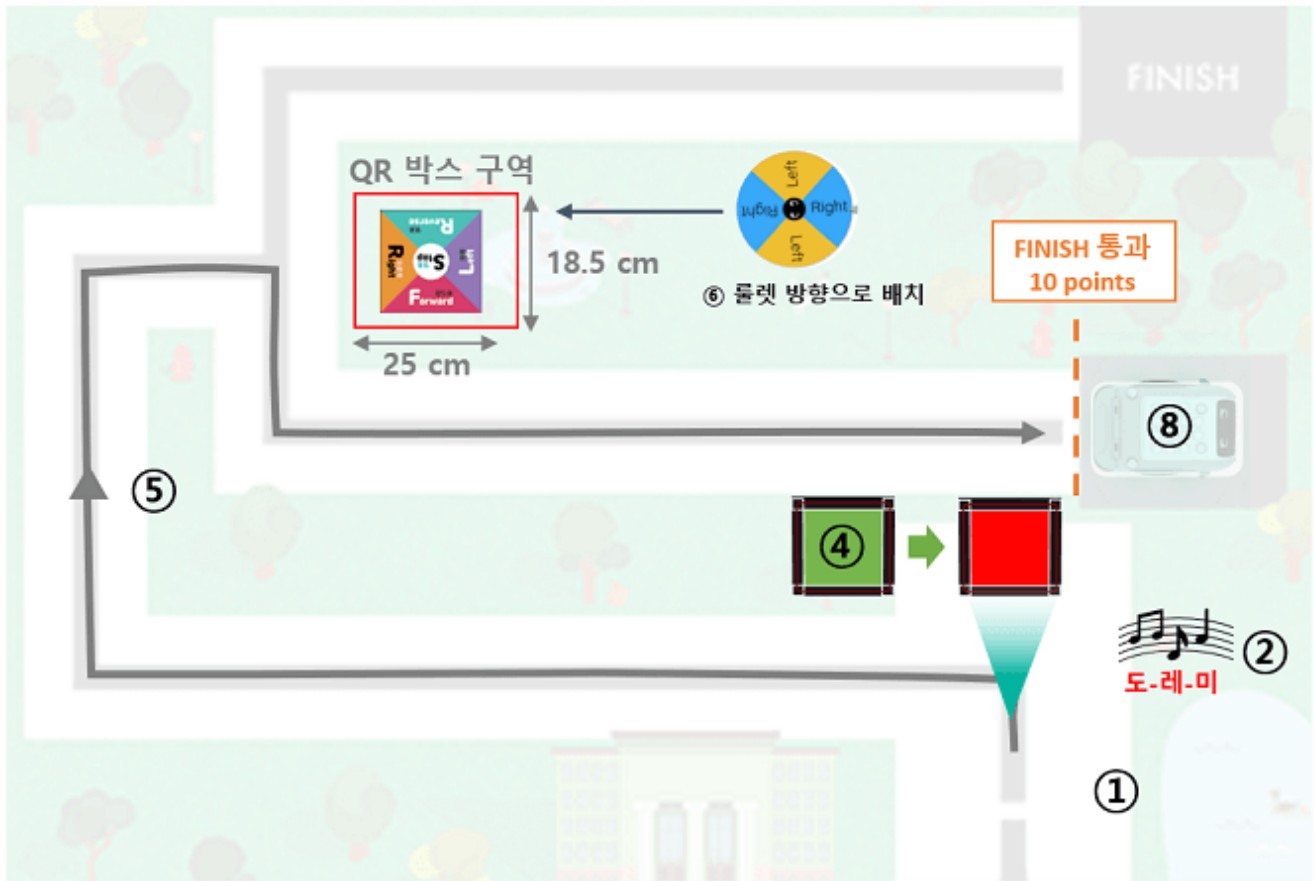 FINISH
QR 박스 구역
Reverse
Right
Stop
Left
Forward
18.5 cm
25 cm
Left
Right
Right
Left
⑥ 룰렛 방향으로 배치
FINISH 통과
10 points
⑧
⑤
④
②
도-레-미
①